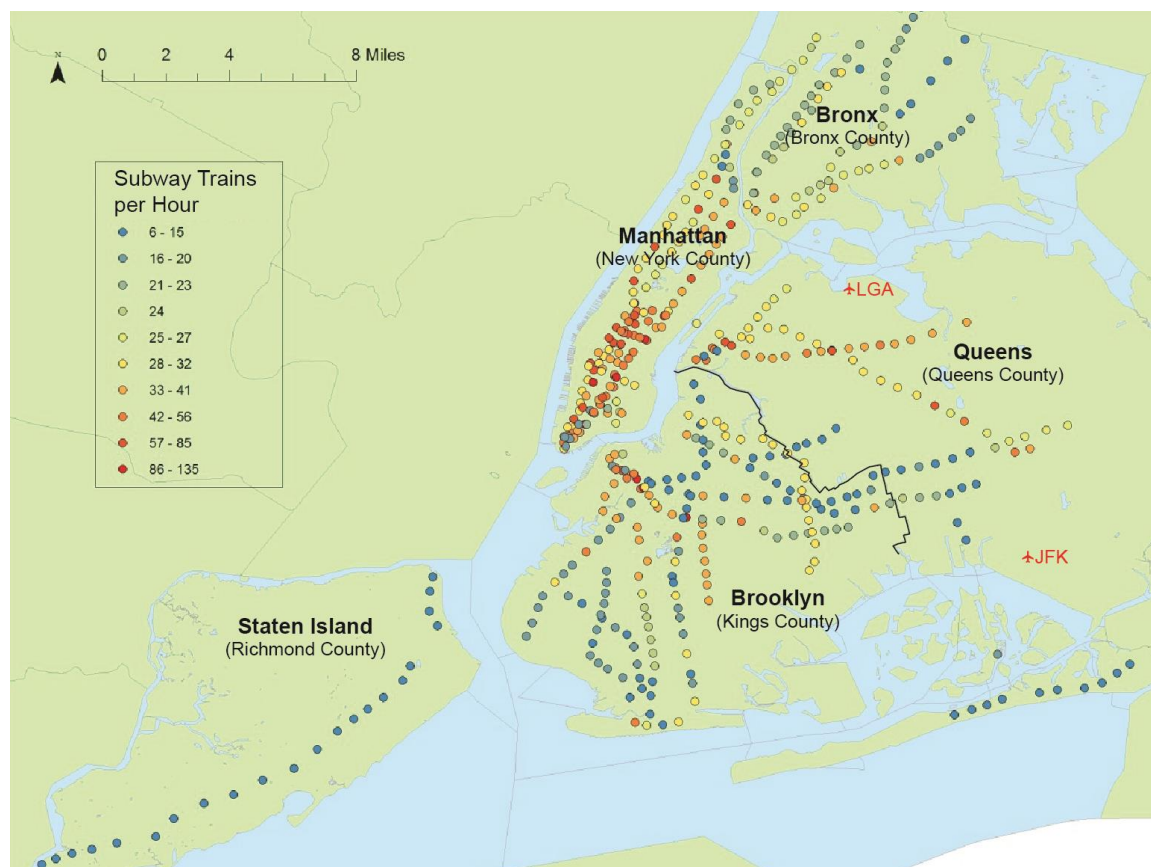 N
0 2 4 8 Miles
Bronx
(Bronx County)
Subway Trains
per Hour
6 - 15
16 - 20
21 - 23
24
25 - 27
28 - 32
33 - 41
42 - 56
57 - 85
86 - 135
Manhattan
(New York County)
LGA
Queens
(Queens County)
JFK
Brooklyn
(Kings County)
Staten Island
(Richmond County)